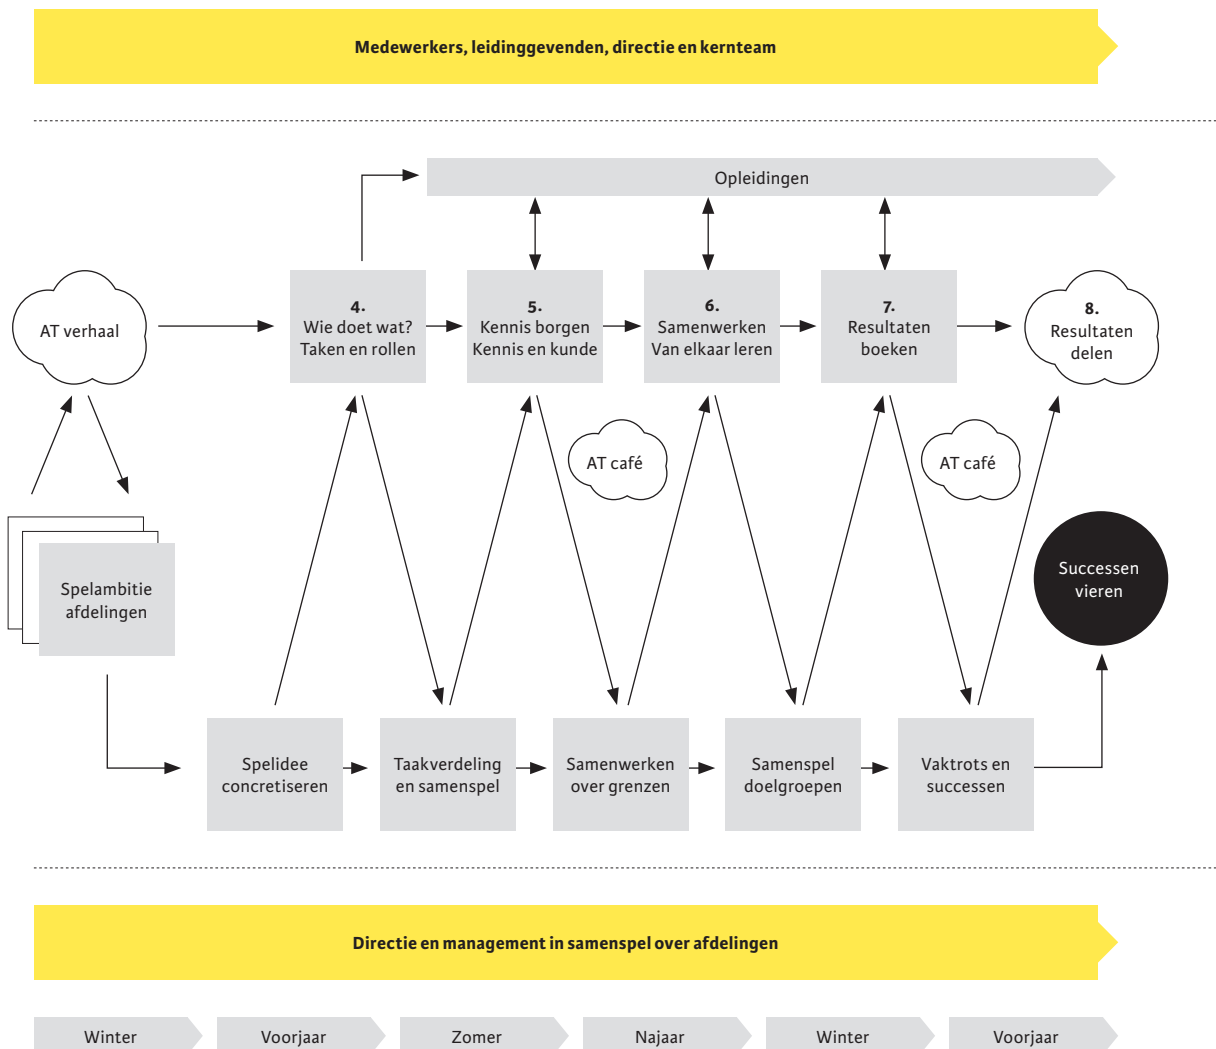 Medewerkers, leidinggevenden, directie en kernteam
Opleidingen
AT verhaal
4.
Wie doet wat?
Taken en rollen
5.
Kennis borgen
Kennis en kunde
6.
Samenwerken
Van elkaar leren
7.
Resultaten
boeken
8.
Resultaten
delen
AT café
AT café
Spelambitie
afdelingen
Successen
vieren
Spelidee
concretiseren
Taakverdeling
en samenspel
Samenwerken
over grenzen
Samenspel
doelgroepen
Vaktrots en
successen
Directie en management in samenspel over afdelingen
Winter
Voorjaar
Zomer
Najaar
Winter
Voorjaar